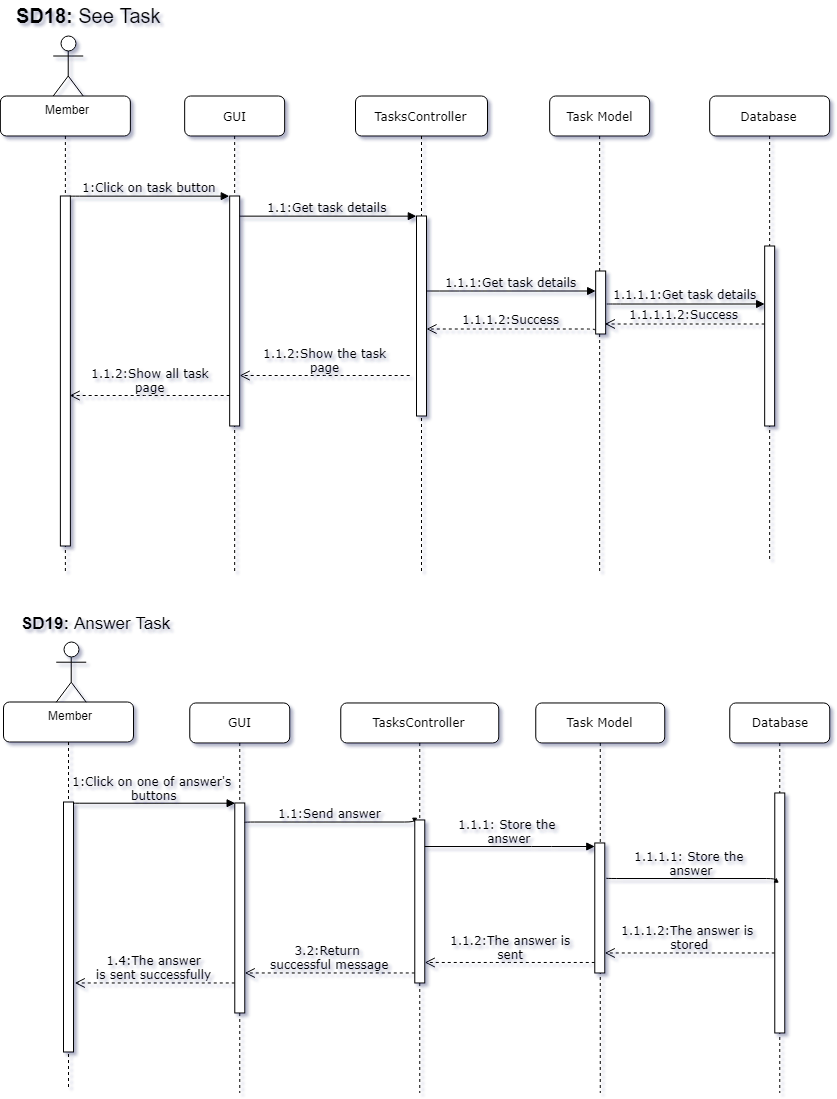 SD18: See Task
Member
GUI
TasksController
Task Model
Database
1:Click on task button
1.1:Get task details
1.1.1:Get task details
1.1.1.1:Get task details
1.1.1.1.2:Success
1.1.1.2:Success
1.1.2:Show the task
page
1.1.2:Show all task
page
SD19: Answer Task
Member
GUI
TasksController
Task Model
Database
1:Click on one of answer's
buttons
1.1:Send answer
1.1.1: Store the
answer
1.1.1.1: Store the
answer
1.1.1.2:The answer is
stored
1.1.2:The answer is
sent
3.2:Return
successful message
1.4:The answer
is sent successfully